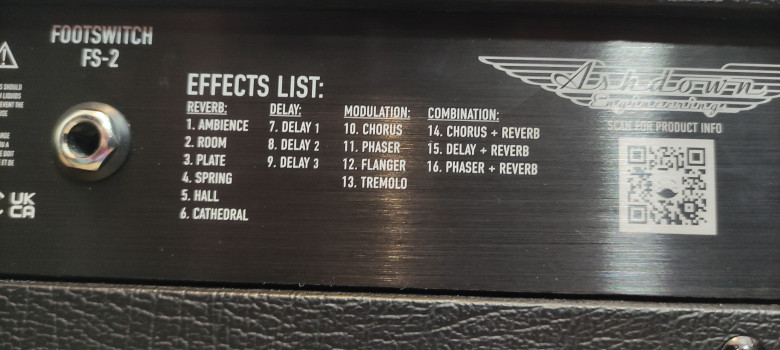 FOOTSWITCH
FS-2
EFFECTS LIST:
REVERB:
1. AMBIENCE
2. ROOM
3. PLATE
4. SPRING
5. HALL
6. CATHEDRAL
DELAY:
7. DELAY 1
8. DELAY 2
9. DELAY 3
MODULATION:
10. CHORUS
11. PHASER
12. FLANGER
13. TREMOLO
COMBINATION:
14. CHORUS + REVERB
15. DELAY + REVERB
16. PHASER + REVERB
Ashdown
Engineering
SCAN FOR PRODUCT INFO
UK
CA